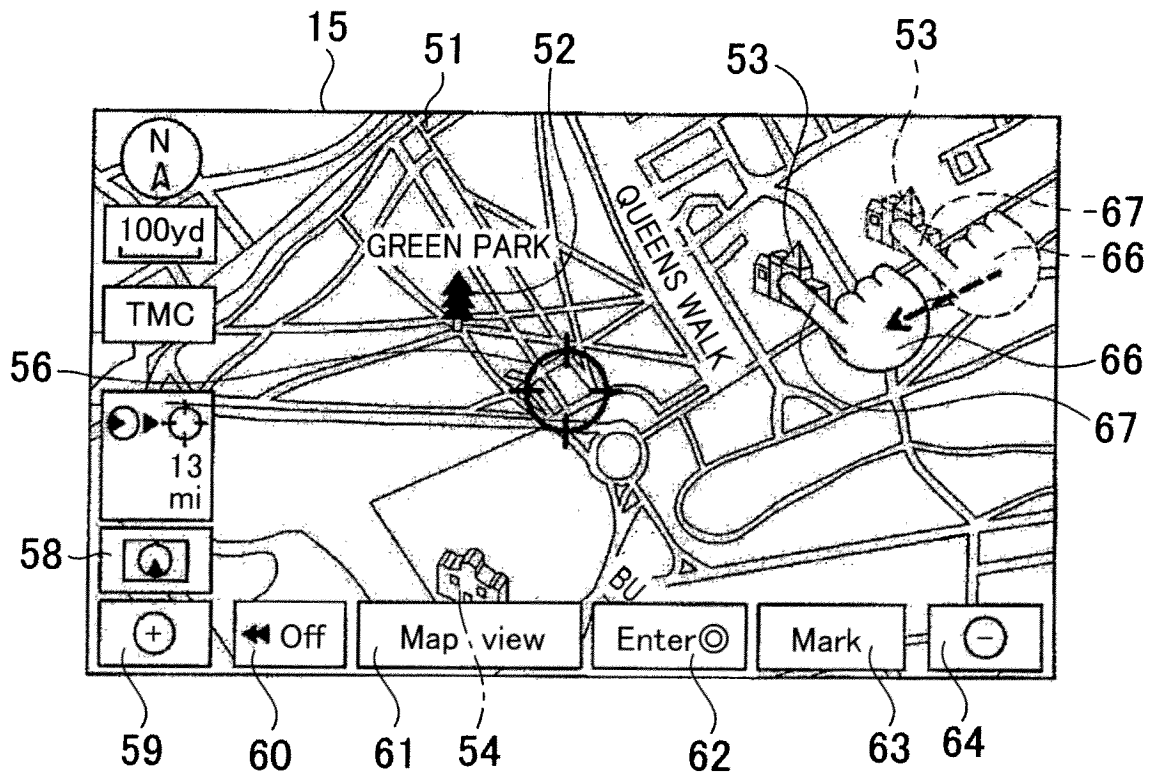 15
51
52
53
53
N
100yd
GREEN PARK
QUEENS WALK
67
66
TMC
56
66
67
13
mi
58
BU
+
Off
Map view
Enter
Mark
−
59
60
61
54
62
63
64